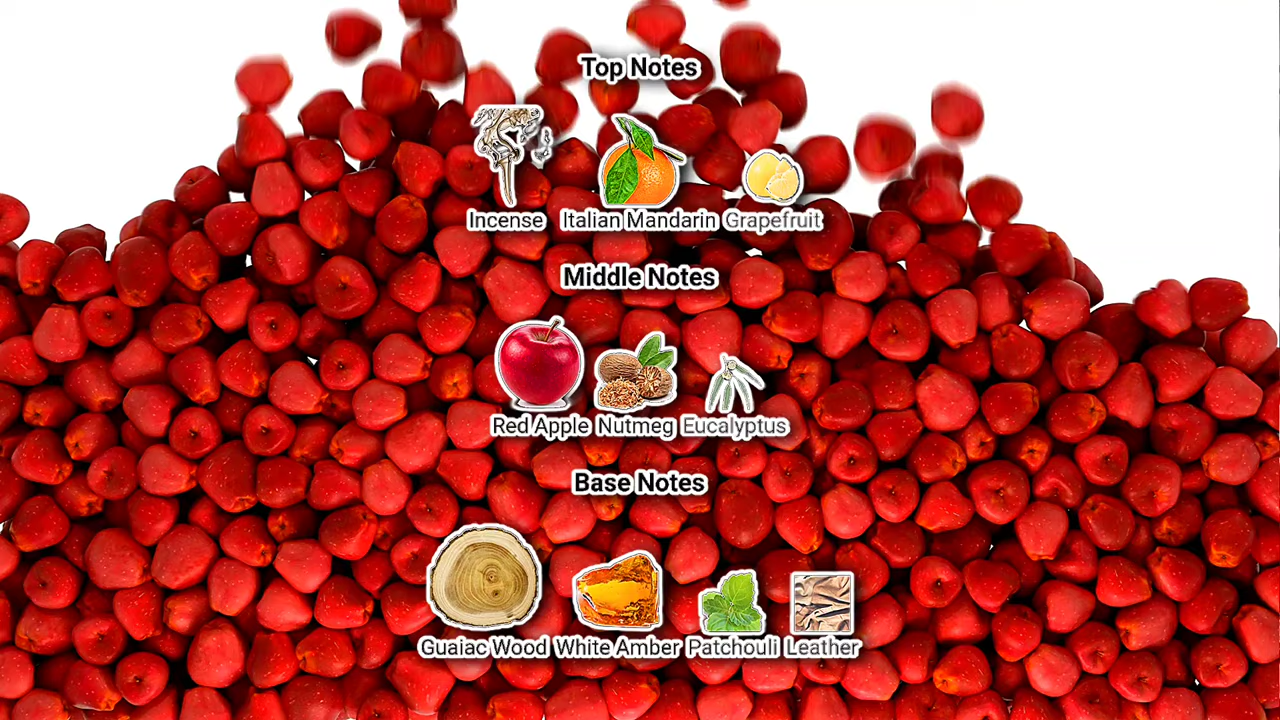 Top Notes
Incense Italian Mandarin Grapefruit
Middle Notes
Red Apple Nutmeg Eucalyptus
Base Notes
Guaiac Wood White Amber Patchouli Leather